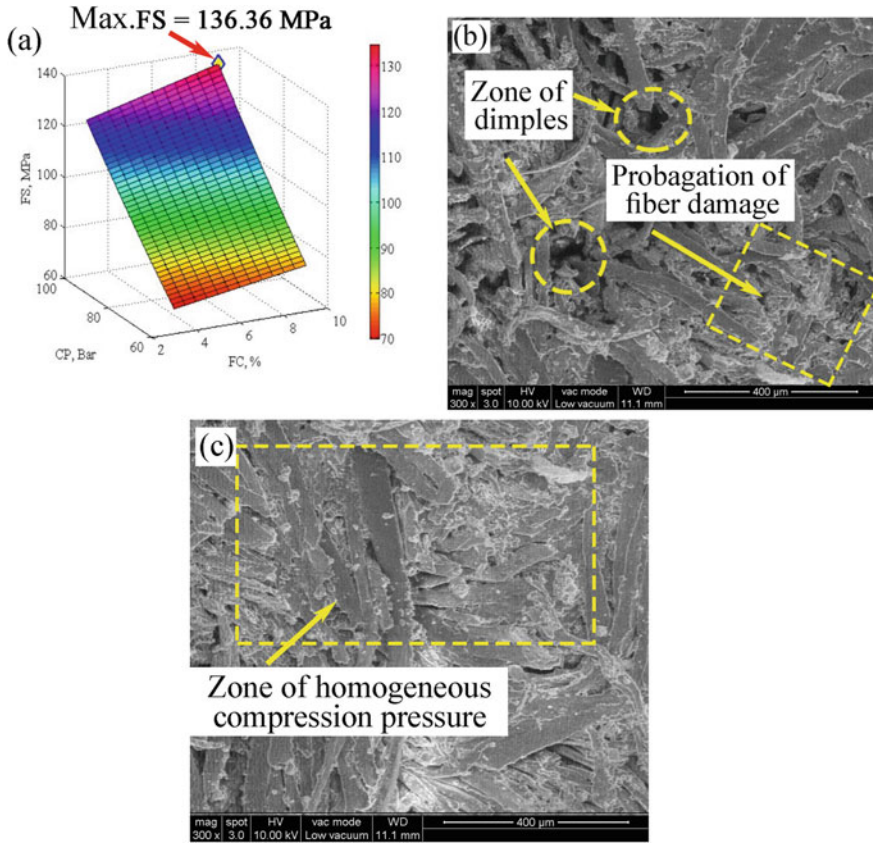 (a)
Max.FS = 136.36 MPa
140
120
100
80
60
FS, MPa
100
80
60
CP, Bar
2
4
6
8
10
FC, %
130
120
110
100
90
80
70
(b)
Zone of
dimples
Probagation of
fiber damage
mag spot HV vac mode WD 400 µm
300 x 3.0 10.00 kV Low vacuum 11.1 mm
(c)
Zone of homogeneous
compression pressure
mag spot HV vac mode WD 400 µm
300 x 3.0 10.00 kV Low vacuum 11.1 mm